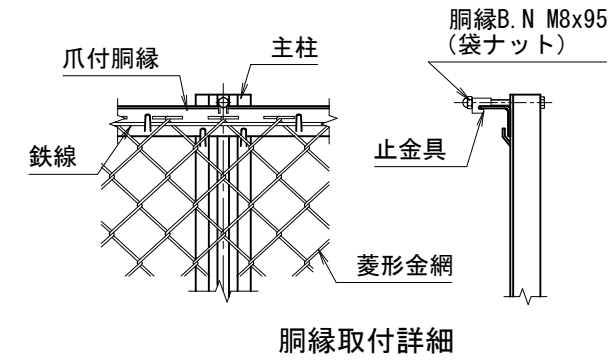 胴縁B.N M8x95
(袋ナット)
爪付胴縁
主柱
鉄線
止金具
菱形金網
胴縁取付詳細